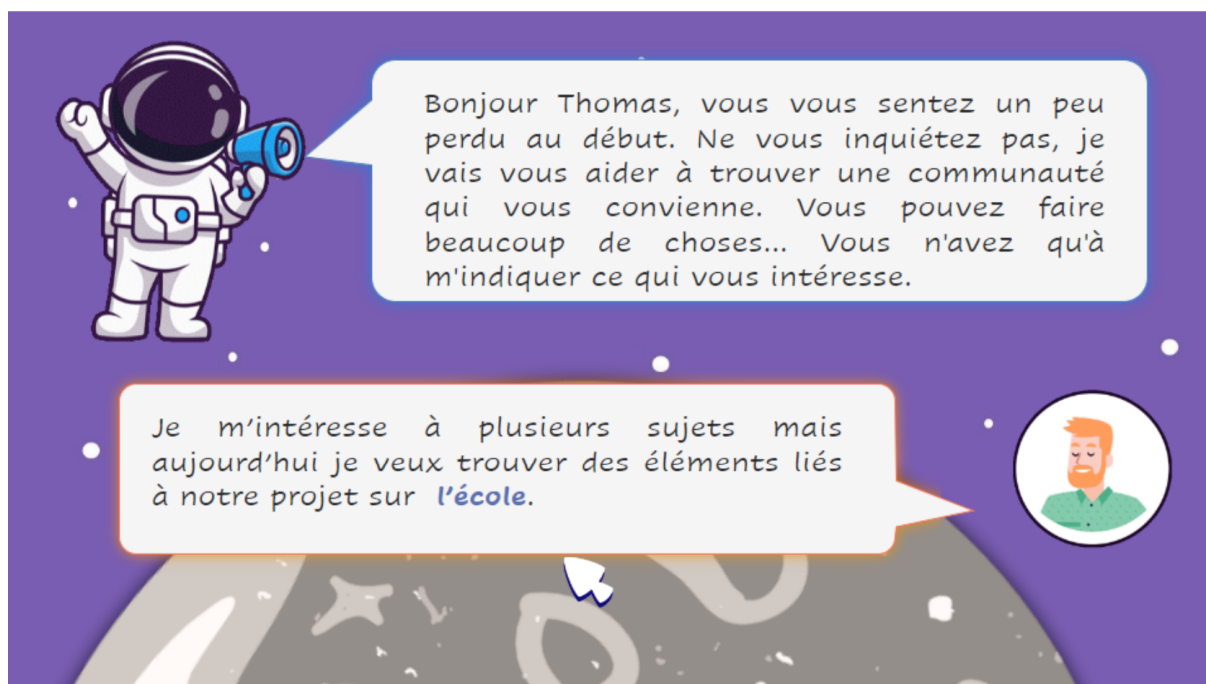 Bonjour Thomas, vous vous sentez un peu
perdu au début. Ne vous inquiétez pas, je
vais vous aider à trouver une communauté
qui vous convienne. Vous pouvez faire
beaucoup de choses... Vous n'avez qu'à
m'indiquer ce qui vous intéresse.
Je m’intéresse à plusieurs sujets mais
aujourd’hui je veux trouver des éléments liés
à notre projet sur l’école.